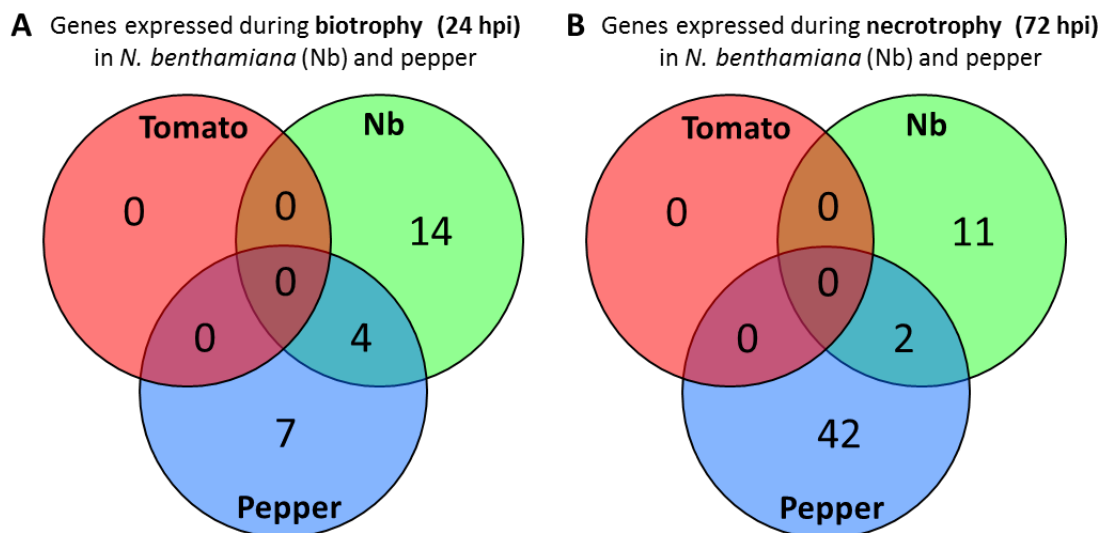 A Genes expressed during biotrophy (24 hpi)
in N. benthamiana (Nb) and pepper
Tomato
Nb
0
0
14
0
0
4
7
Pepper
B Genes expressed during necrotrophy (72 hpi)
in N. benthamiana (Nb) and pepper
Tomato
Nb
0
0
11
0
0
2
42
Pepper